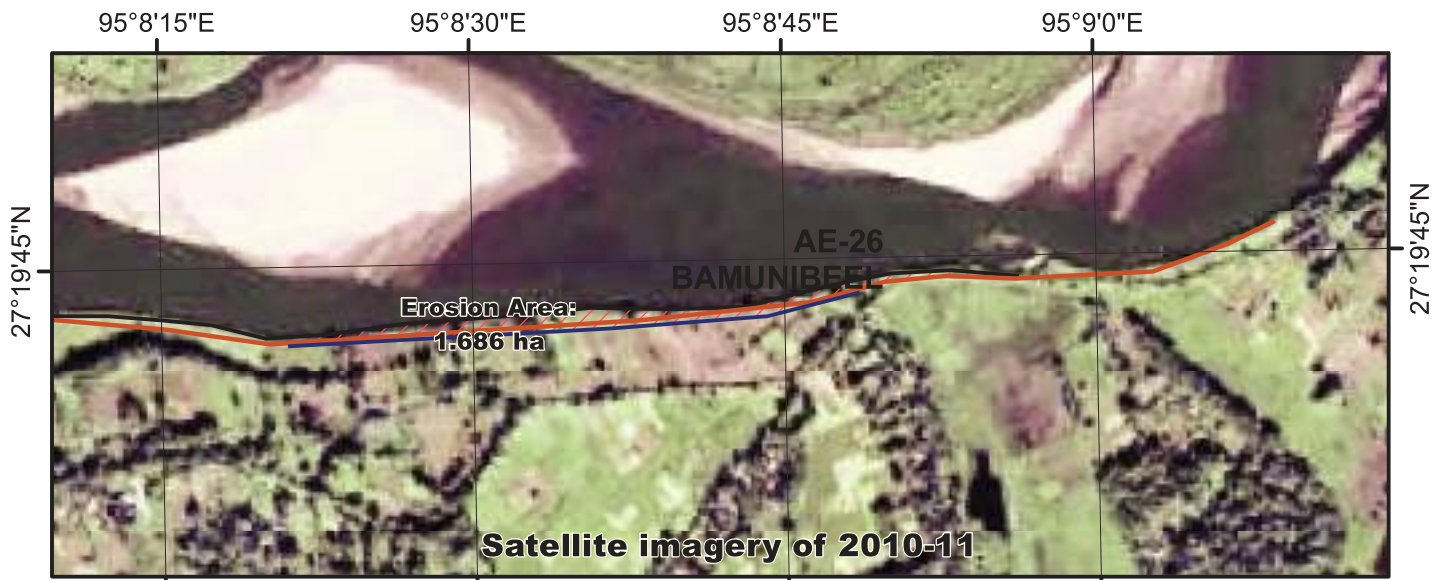 95°8'15"E 95°8'30"E 95°8'45"E 95°9'0"E
27°19'45"N
27°19'45"N
AE-26
BAMUNIBEEL
Erosion Area:
1.686 ha
Satellite imagery of 2010-11